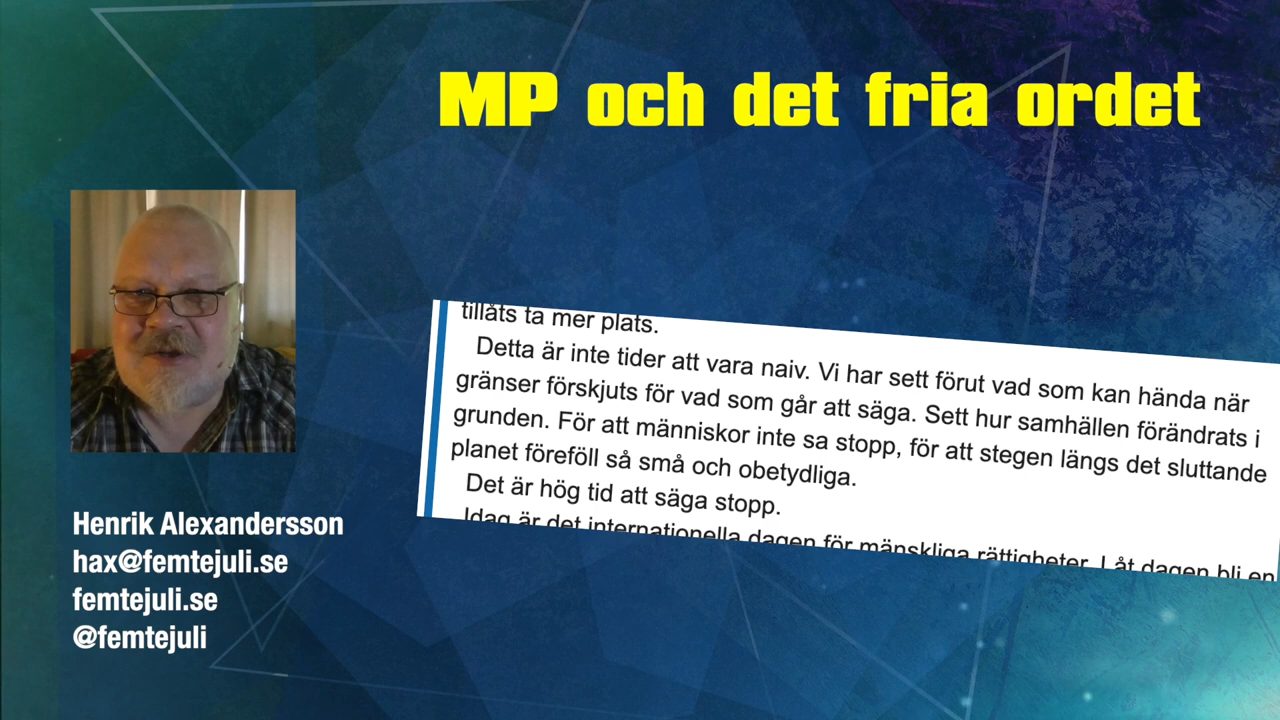 MP och det fria ordet
tillåts ta mer plats.
Detta är inte tider att vara naiv. Vi har sett förut vad som kan hända när
gränser förskjuts för vad som går att säga. Sett hur samhällen förändrats i
grunden. För att människor inte sa stopp, för att stegen längs det sluttande
planet föreföll så små och obetydliga.
Det är hög tid att säga stopp.
Idag är det internationella dagen för mänskliga rättigheter. Låt dagen bli en
Henrik Alexandersson
hax@femtejuli.se
femtejuli.se
@femtejuli